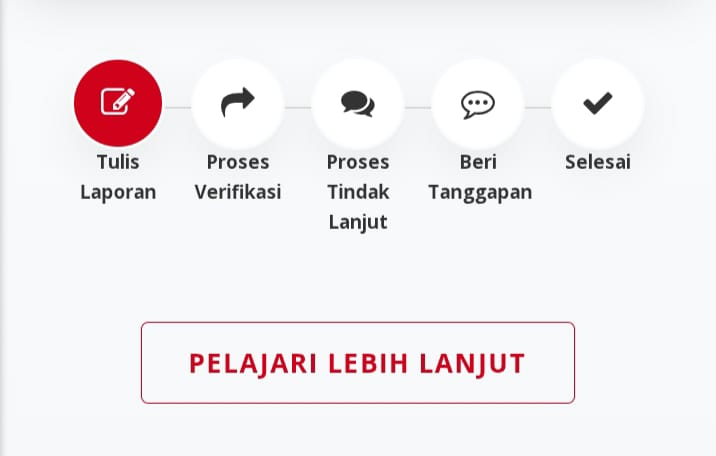 Tulis
Laporan
Proses
Verifikasi
Proses
Tindak
Lanjut
Beri
Tanggapan
Selesai
PELAJARI LEBIH LANJUT